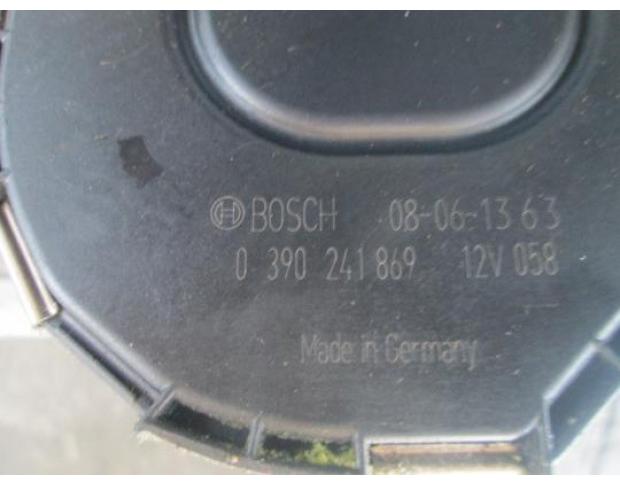 BOSCH 08-06-13 63
0 390 241 869 12V 058
Made in Germany